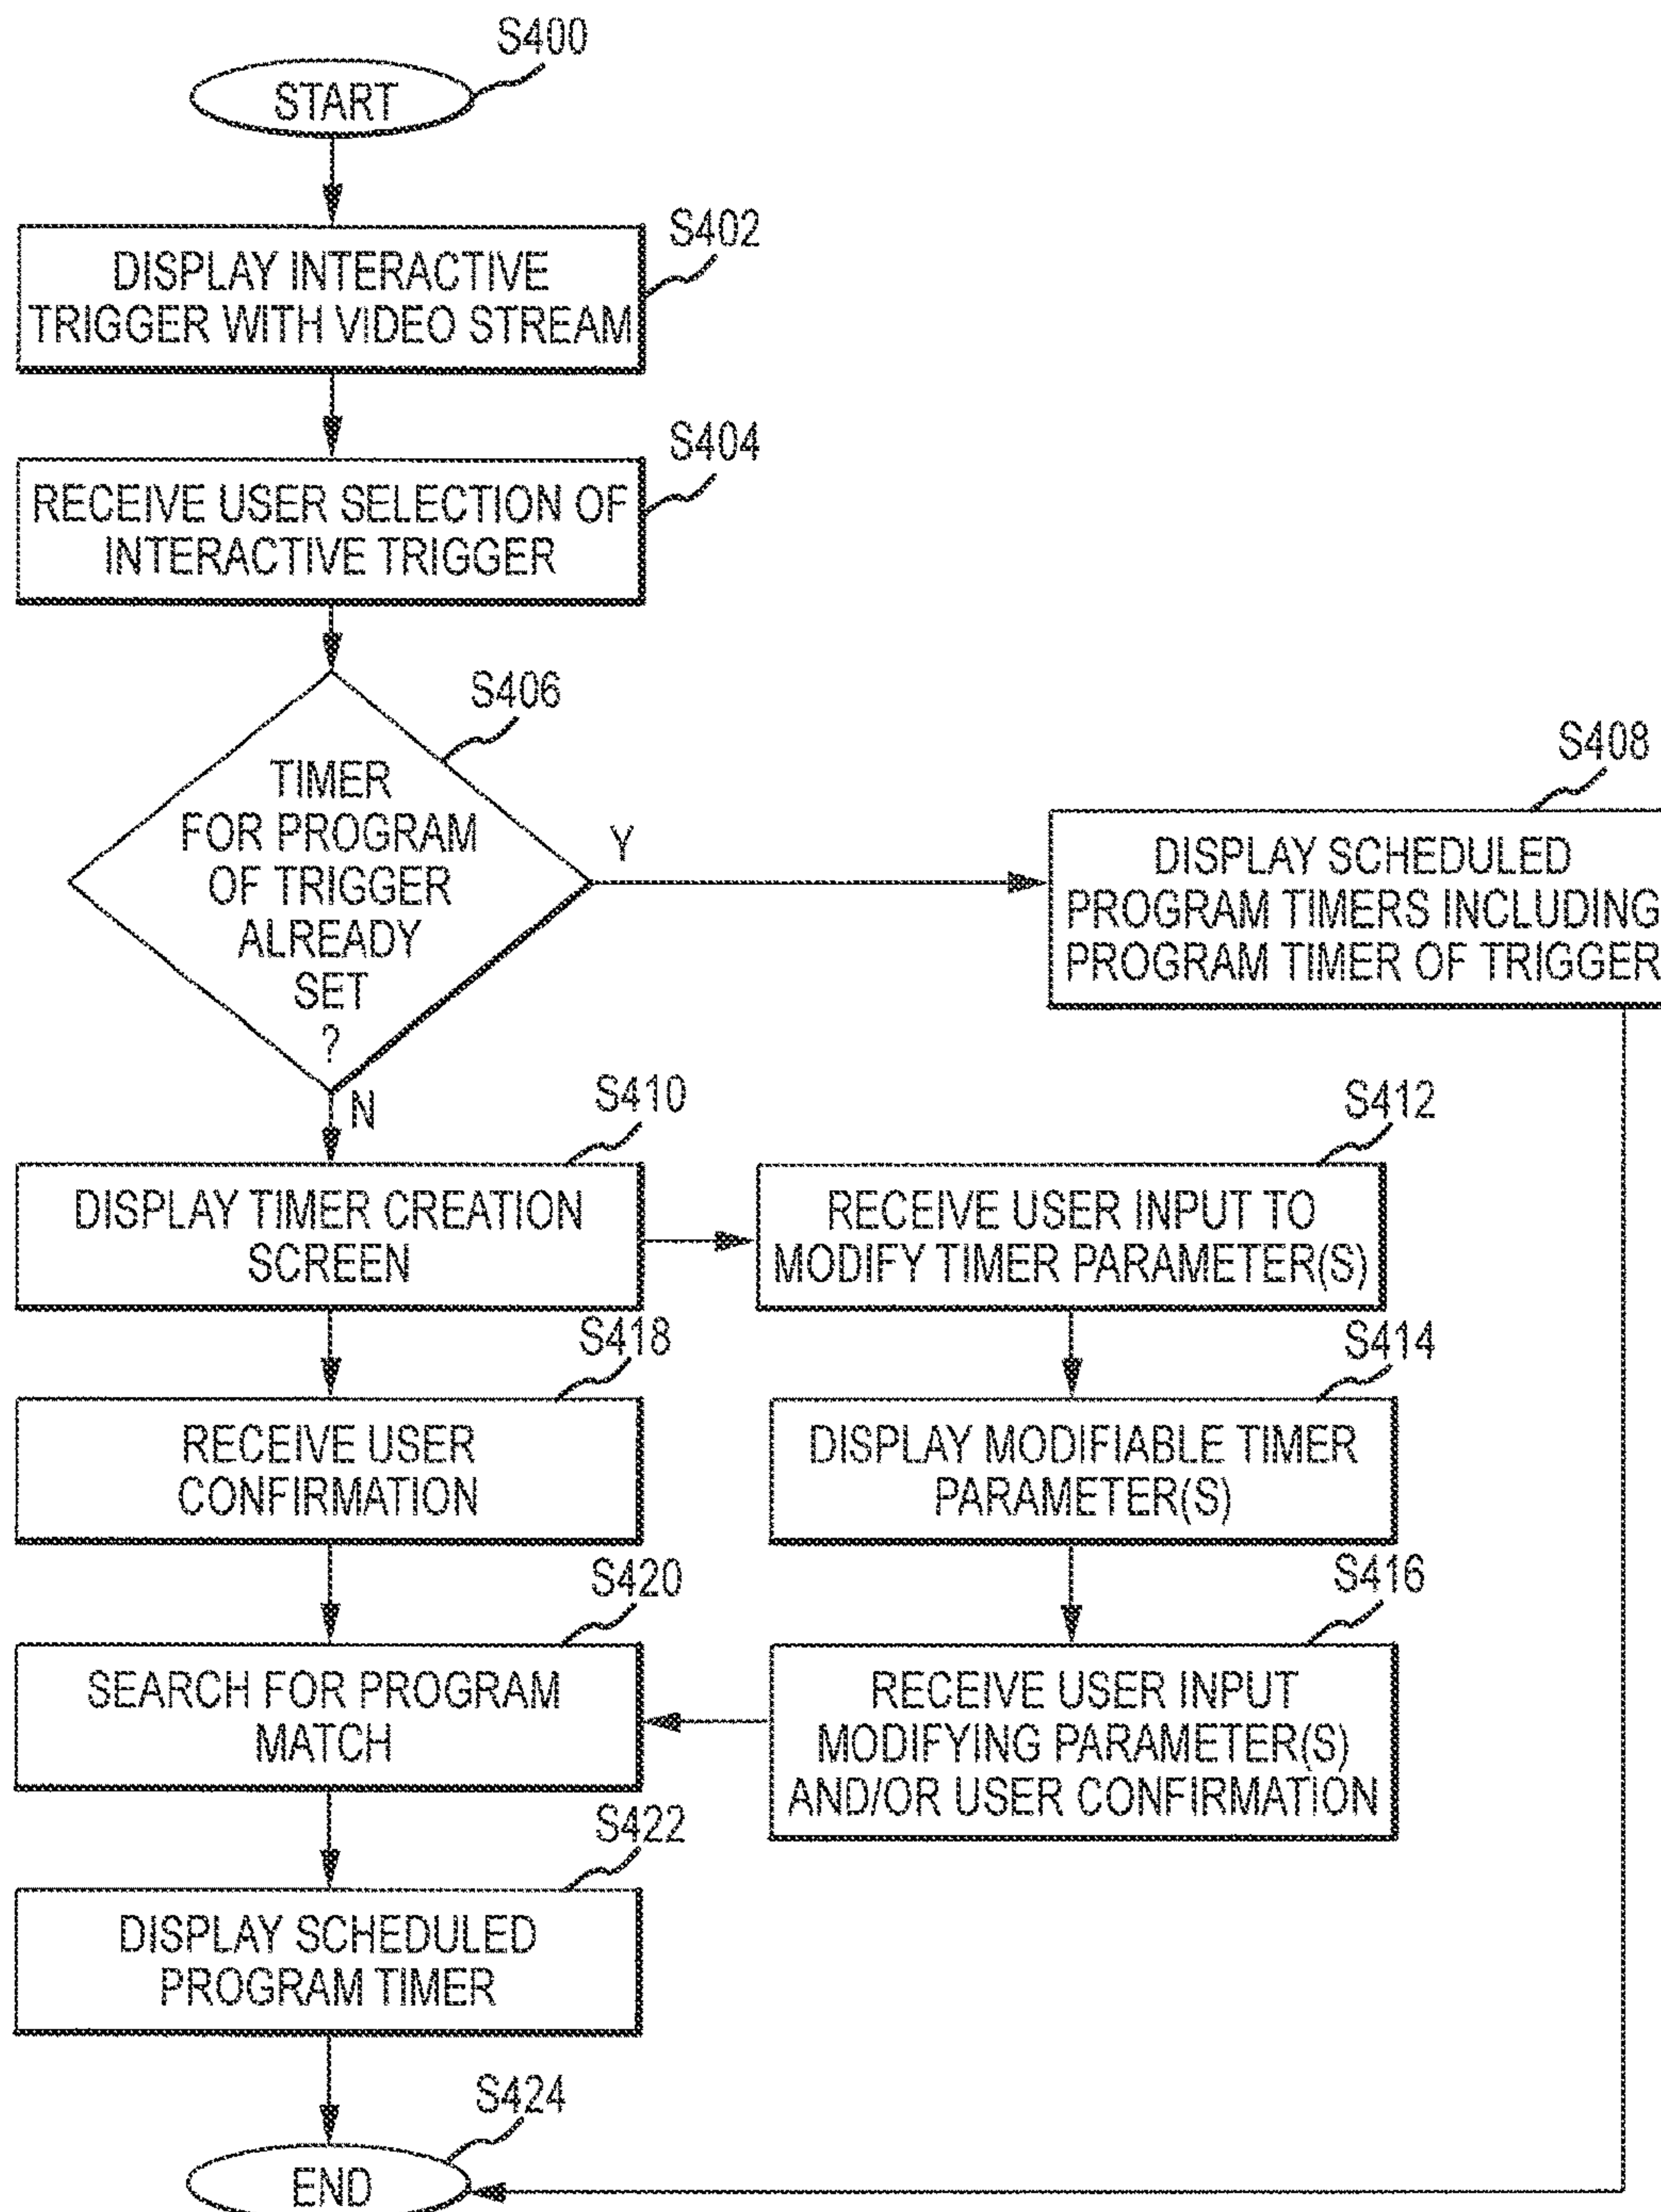 S400
START
S402
DISPLAY INTERACTIVE
TRIGGER WITH VIDEO STREAM
S404
RECEIVE USER SELECTION OF
INTERACTIVE TRIGGER
S406
TIMER
FOR PROGRAM
OF TRIGGER
ALREADY
SET
?
Y
N
S408
DISPLAY SCHEDULED
PROGRAM TIMERS INCLUDING
PROGRAM TIMER OF TRIGGER
S410
DISPLAY TIMER CREATION
SCREEN
S412
RECEIVE USER INPUT TO
MODIFY TIMER PARAMETER(S)
S414
DISPLAY MODIFIABLE TIMER
PARAMETER(S)
S416
RECEIVE USER INPUT
MODIFYING PARAMETER(S)
AND/OR USER CONFIRMATION
S418
RECEIVE USER
CONFIRMATION
S420
SEARCH FOR PROGRAM
MATCH
S422
DISPLAY SCHEDULED
PROGRAM TIMER
S424
END